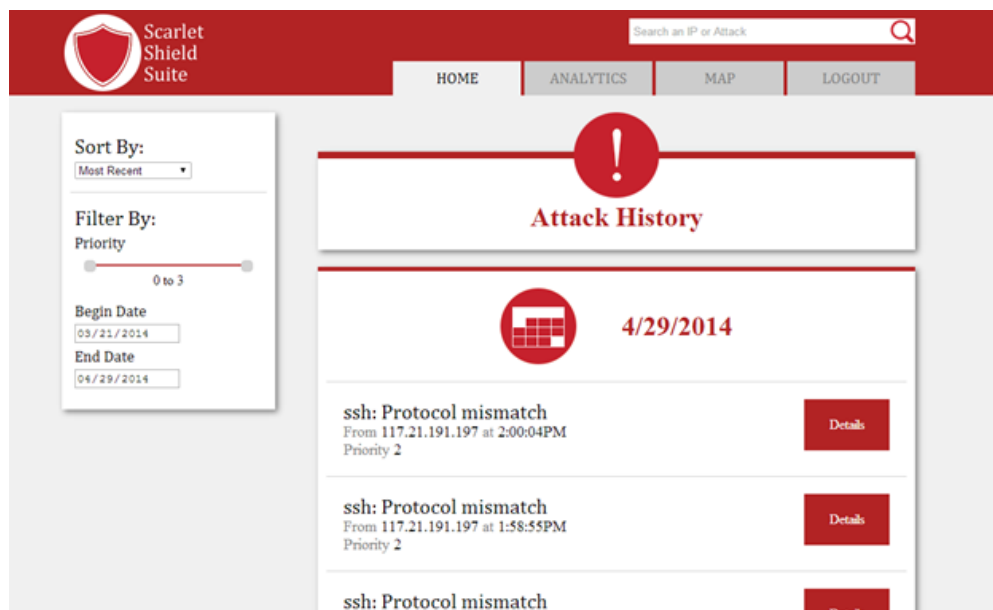 Scarlet
Shield
Suite
Search an IP or Attack
HOME
ANALYTICS
MAP
LOGOUT
Sort By:
Most Recent
Filter By:
Priority
0 to 3
Begin Date
03/21/2014
End Date
04/29/2014
!
Attack History
4/29/2014
ssh: Protocol mismatch
From 117.21.191.197 at 2:00:04PM
Priority 2
Details
ssh: Protocol mismatch
From 117.21.191.197 at 1:58:55PM
Priority 2
Details
ssh: Protocol mismatch